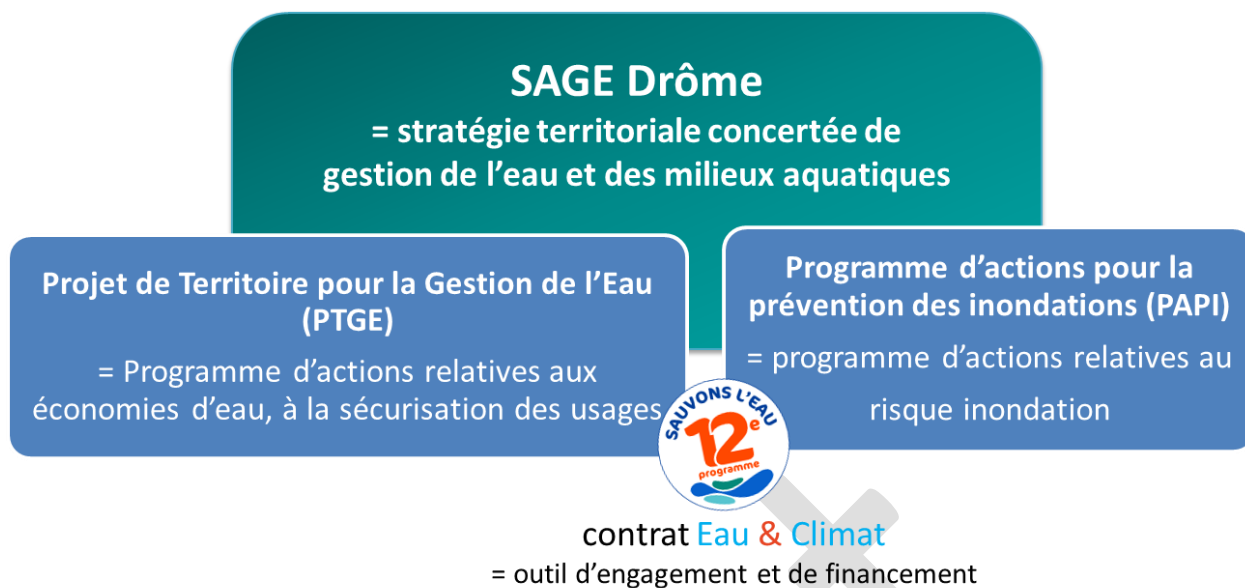 SAGE Drôme
= stratégie territoriale concertée de
gestion de l'eau et des milieux aquatiques
Projet de Territoire pour la Gestion de l'Eau
(PTGE)
= Programme d'actions relatives aux
économies d'eau, à la sécurisation des usages
Programme d'actions pour la
prévention des inondations (PAPI)
= programme d'actions relatives au
risque inondation
SAUVONS L'EAU
12e
programme
contrat Eau & Climat
= outil d'engagement et de financement